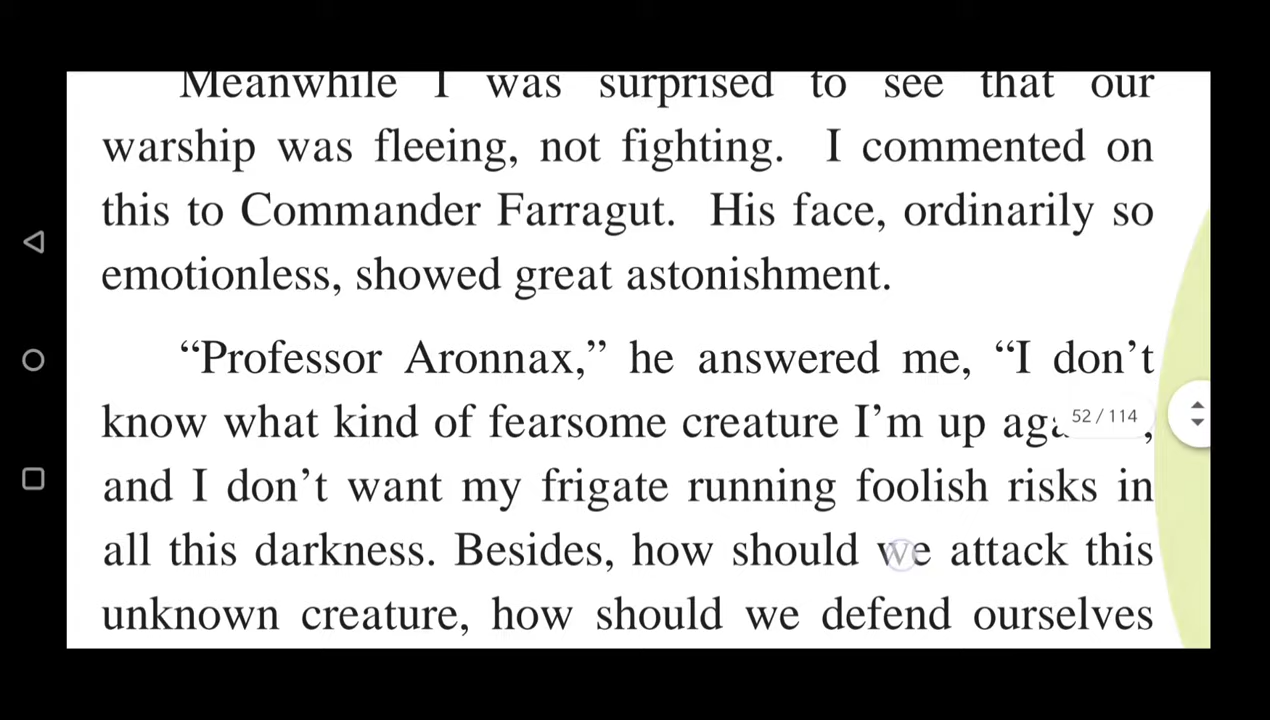 Meanwhile I was surprised to see that our
warship was fleeing, not fighting. I commented on
this to Commander Farragut. His face, ordinarily so
emotionless, showed great astonishment.
“Professor Aronnax,” he answered me, “I don’t
know what kind of fearsome creature I’m up aga ,
52 / 114
and I don’t want my frigate running foolish risks in
all this darkness. Besides, how should we attack this
unknown creature, how should we defend ourselves